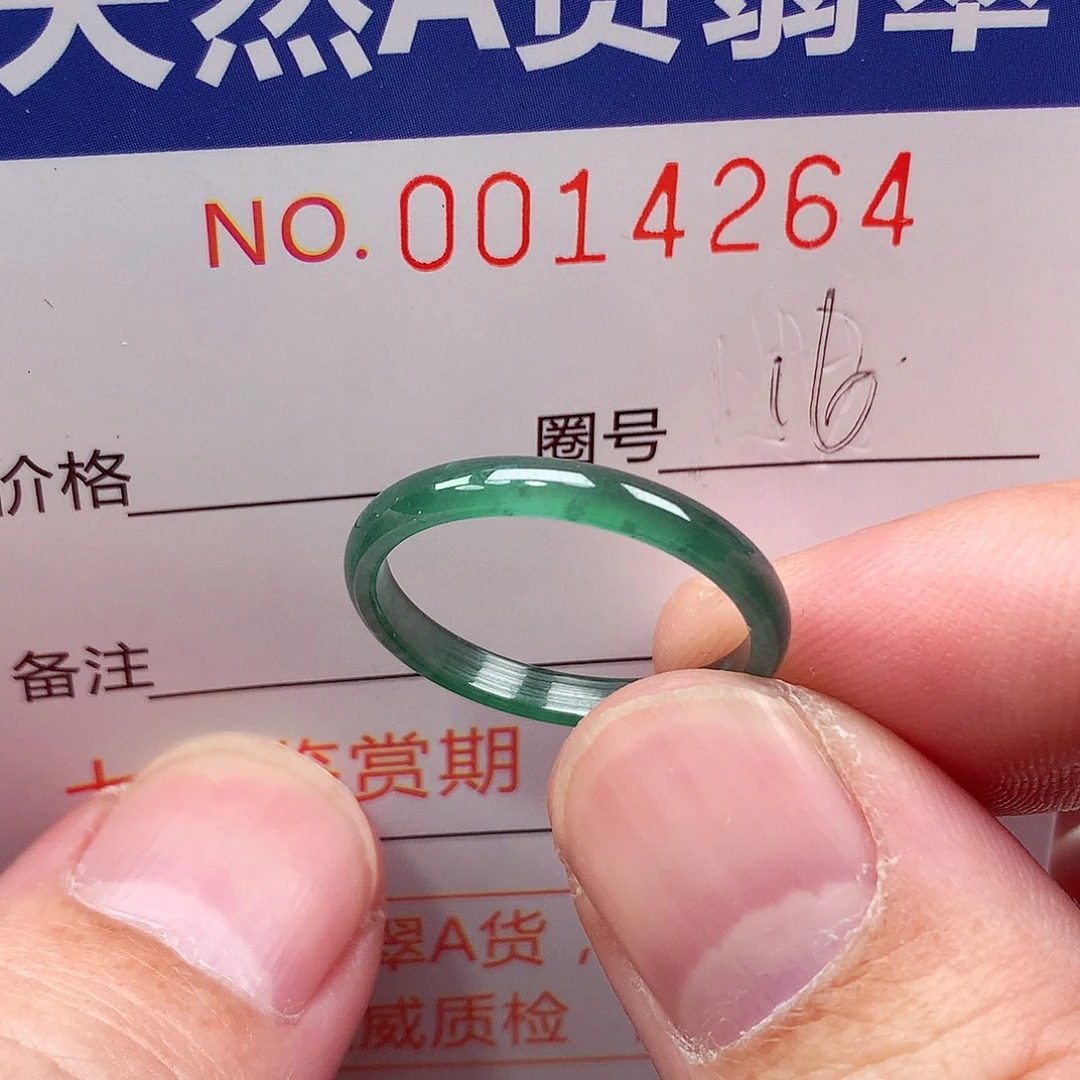 天然A货翡翠
NO. 0014264
价格
圈号 16
备注
鉴赏期
翠A货，
威质检